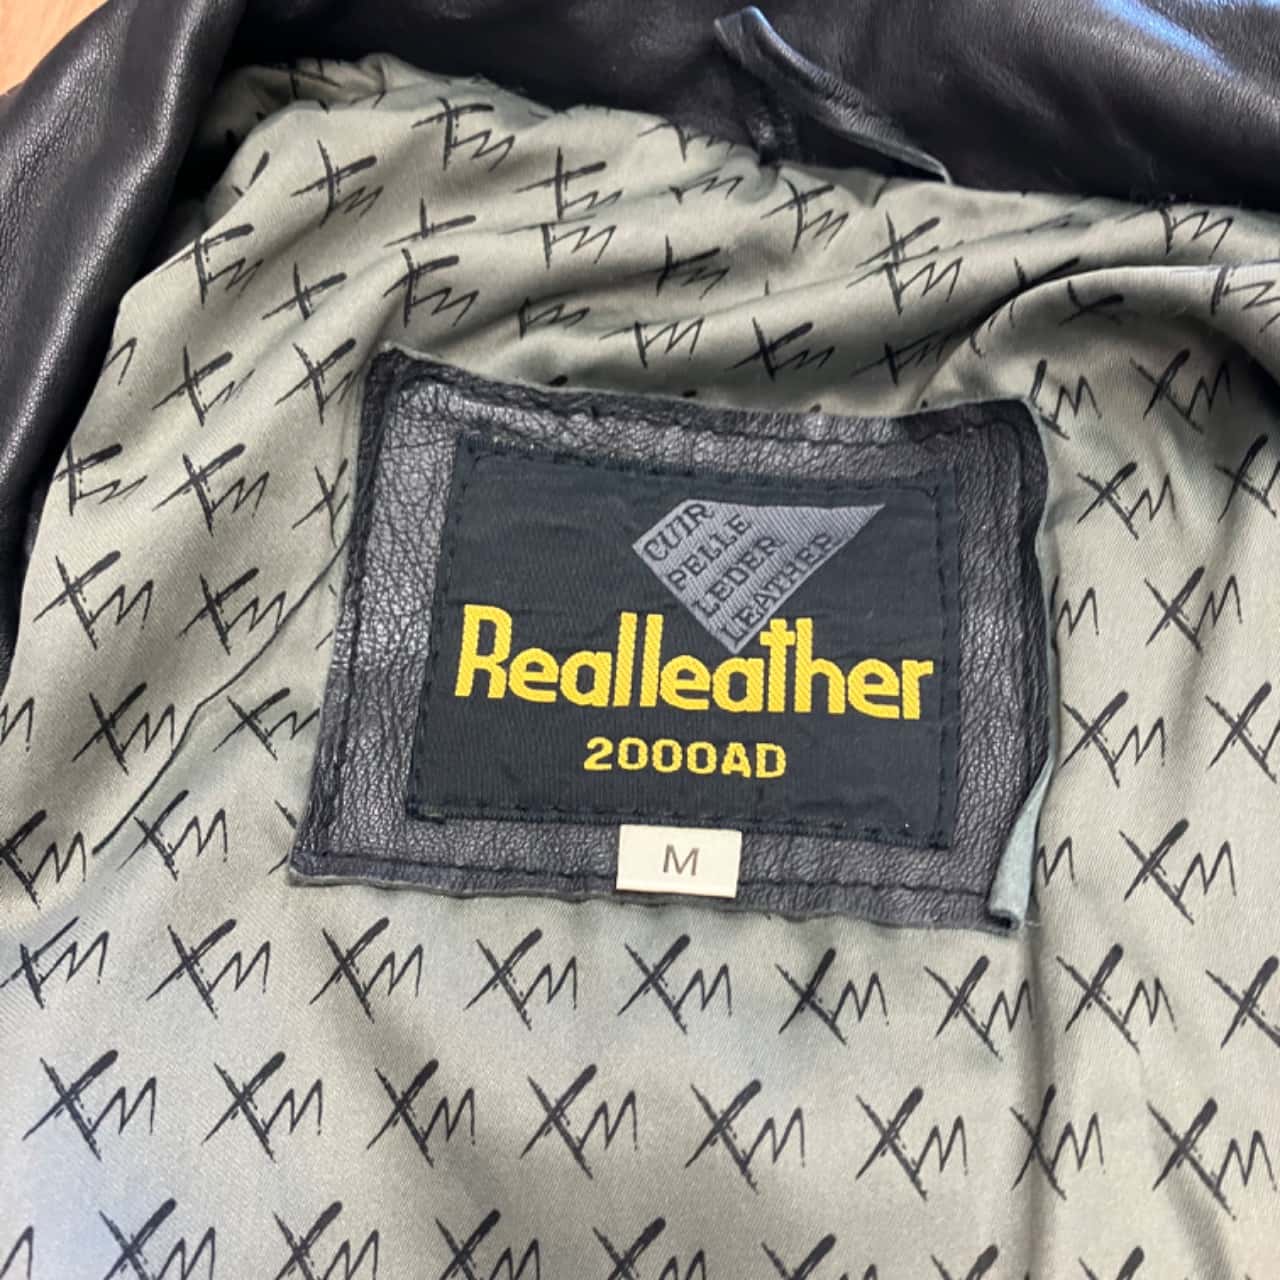 CUIR
PELLE
LEDER
LEATHER
Realleather
2000AD
M